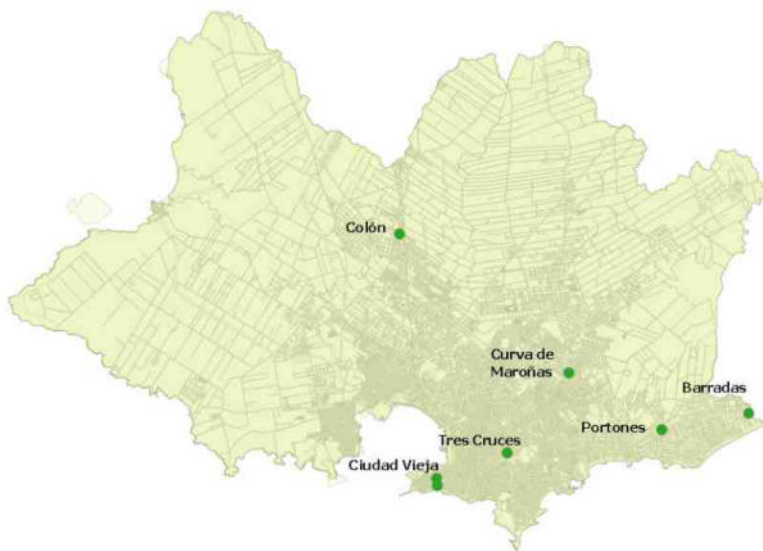 Colón
Curva de
Maroñas
Barradas
Portones
Tres Cruces
Ciudad Vieja